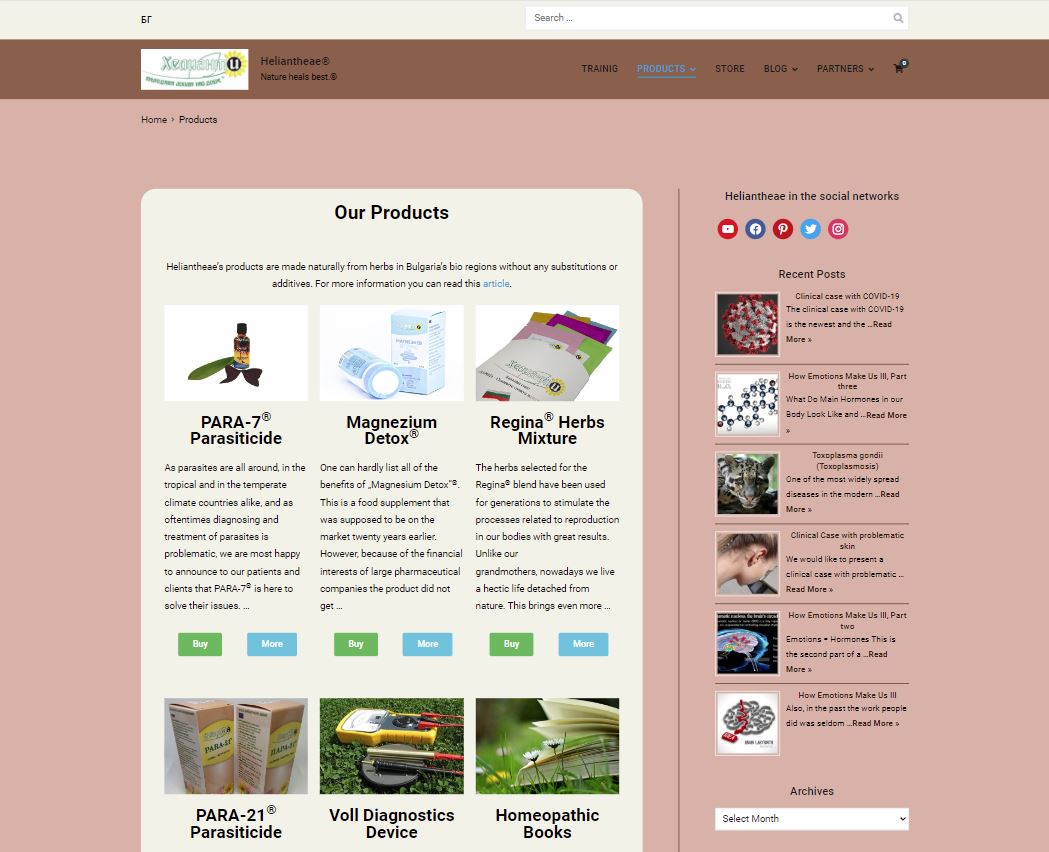 БГ
Search ...
Хелианти
Heliantheae®
Nature heals best.®
TRAINIG
PRODUCTS
STORE
BLOG
PARTNERS
0
Home › Products
Our Products
Heliantheae's products are made naturally from herbs in Bulgaria's bio regions without any substitutions or
additives. For more information you can read this article.
PARA-7®
Parasiticide
As parasites are all around, in the
tropical and in the temperate
climate countries alike, and as
oftentimes diagnosing and
treatment of parasites is
problematic, we are most happy
to announce to our patients and
clients that PARA-7® is here to
solve their issues. ...
Buy
More
Magnezium
Detox®
One can hardly list all of the
benefits of „Magnesium Detox"®.
This is a food supplement that
was supposed to be on the
market twenty years earlier.
However, because of the financial
interests of large pharmaceutical
companies the product did not
get ...
Buy
More
Regina® Herbs
Mixture
The herbs selected for the
Regina® blend have been used
for generations to stimulate the
processes related to reproduction
in our bodies with great results.
Unlike our
grandmothers, nowadays we live
a hectic life detached from
nature. This brings even more ...
Buy
More
PARA-21®
ПАРА-21®
PARA-21®
Parasiticide
Voll Diagnostics
Device
Homeopathic
Books
Heliantheae in the social networks
Recent Posts
Clinical case with COVID-19
The clinical case with COVID-19
is the newest and the ...Read
More »
How Emotions Make Us III, Part
three
What Do Main Hormones in our
Body Look Like and ...Read More
»
Toxoplasma gondii
(Toxoplasmosis)
One of the most widely spread
diseases in the modern ...Read
More »
Clinical Case with problematic
skin
We would like to present a
clinical case with problematic ...
Read More »
How Emotions Make Us III, Part
two
Emotions = Hormones This is
the second part of a ...Read
More »
How Emotions Make Us III
Also, in the past the work people
did was seldom ...Read More »
Archives
Select Month